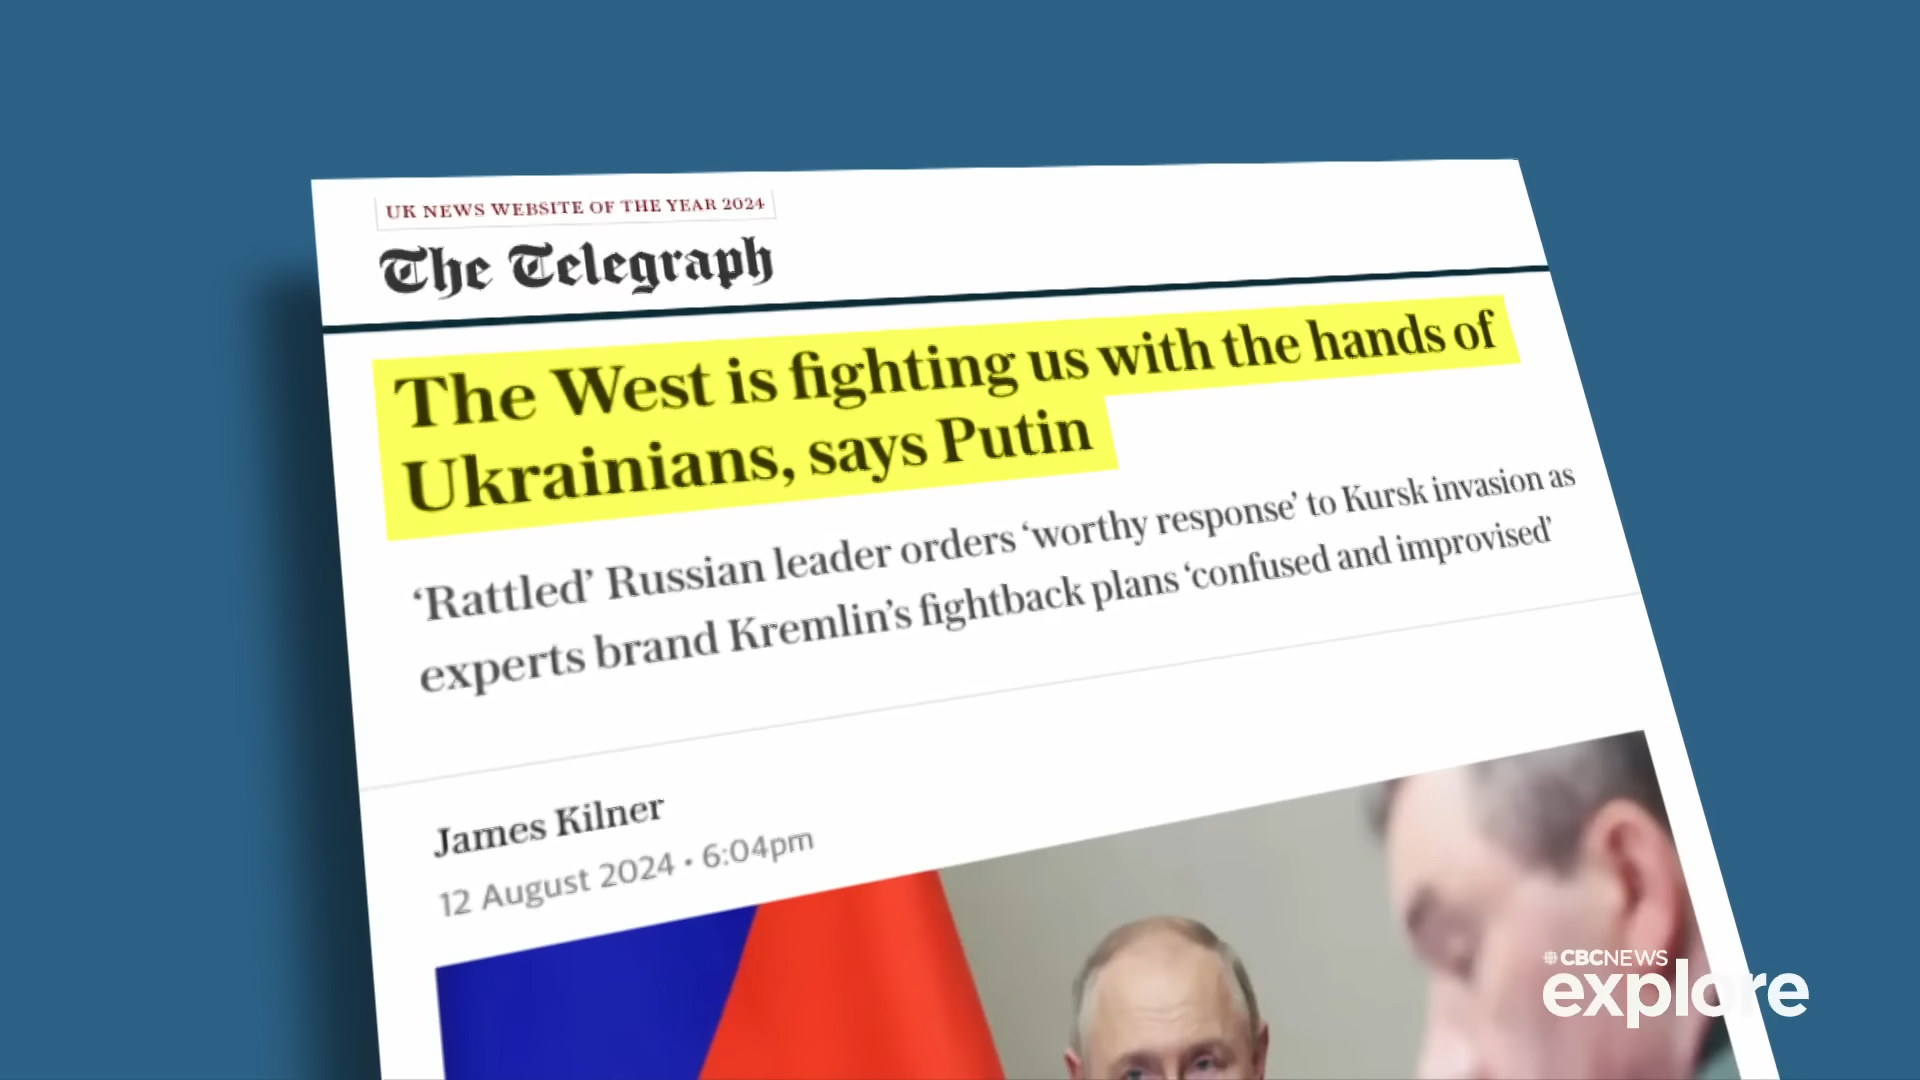 UK NEWS WEBSITE OF THE YEAR 2024
The Telegraph
The West is fighting us with the hands of
Ukrainians, says Putin
‘Rattled’ Russian leader orders ‘worthy response’ to Kursk invasion as
experts brand Kremlin’s fightback plans ‘confused and improvised’
James Kilner
12 August 2024 • 6:04pm
CBCNEWS
explore